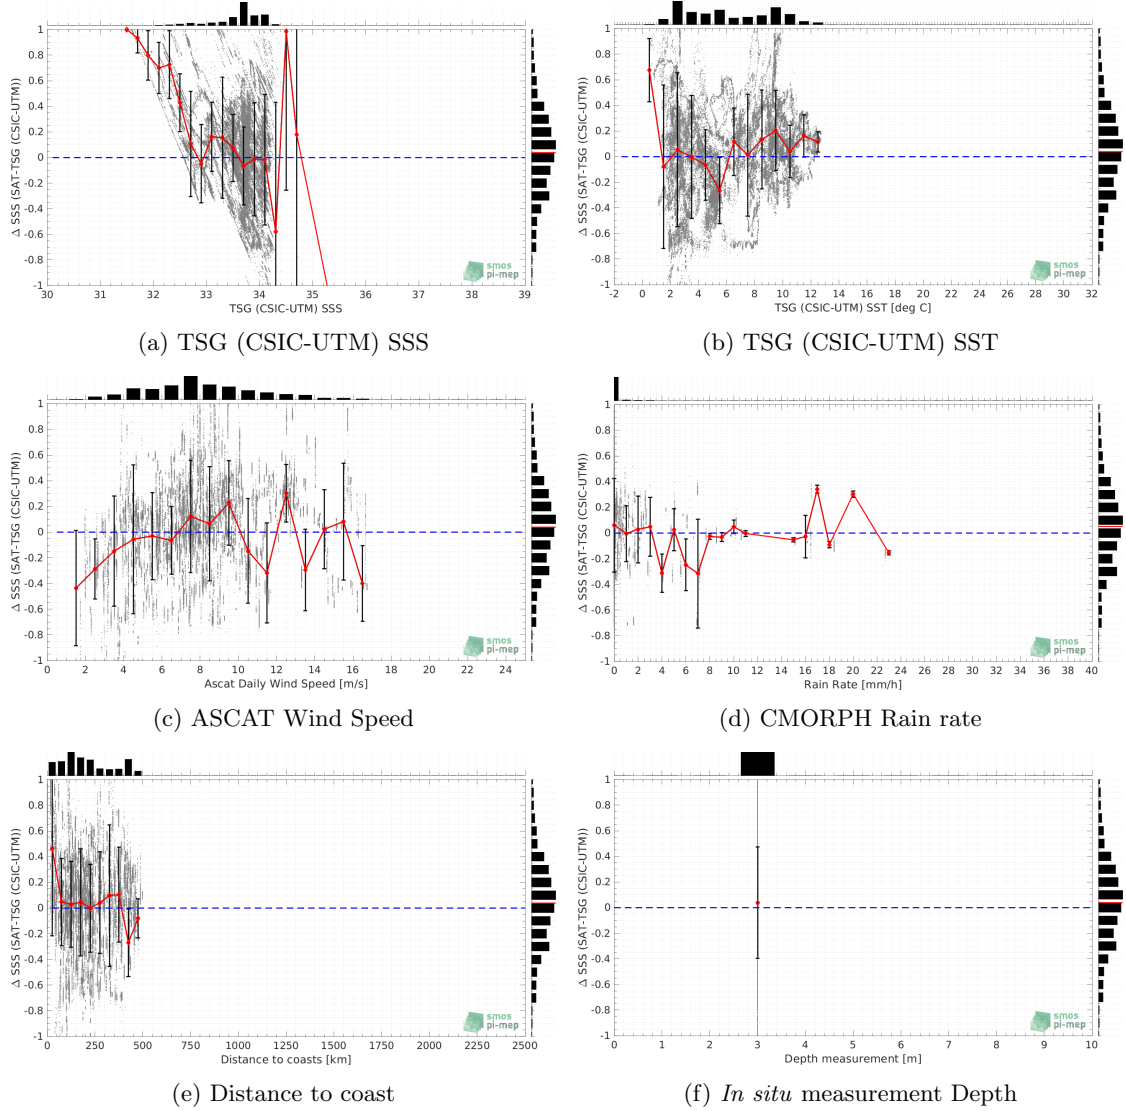 Δ SSS (SAT-TSG (CSIC-UTM))
1
0.8
0.6
0.4
0.2
0
-0.2
-0.4
-0.6
-0.8
-1
30 31 32 33 34 35 36 37 38 39
TSG (CSIC-UTM) SSS
smos
pi-mep
(a) TSG (CSIC-UTM) SSS
Δ SSS (SAT-TSG (CSIC-UTM))
1
0.8
0.6
0.4
0.2
0
-0.2
-0.4
-0.6
-0.8
-1
-2 0 2 4 6 8 10 12 14 16 18 20 22 24 26 28 30 32
TSG (CSIC-UTM) SST [deg C]
smos
pi-mep
(b) TSG (CSIC-UTM) SST
Δ SSS (SAT-TSG (CSIC-UTM))
1
0.8
0.6
0.4
0.2
0
-0.2
-0.4
-0.6
-0.8
-1
0 2 4 6 8 10 12 14 16 18 20 22 24
Ascat Daily Wind Speed [m/s]
smos
pi-mep
(c) ASCAT Wind Speed
Δ SSS (SAT-TSG (CSIC-UTM))
1
0.8
0.6
0.4
0.2
0
-0.2
-0.4
-0.6
-0.8
-1
0 2 4 6 8 10 12 14 16 18 20 22 24 26 28 30 32 34 36 38 40
Rain Rate [mm/h]
smos
pi-mep
(d) CMORPH Rain rate
Δ SSS (SAT-TSG (CSIC-UTM))
1
0.8
0.6
0.4
0.2
0
-0.2
-0.4
-0.6
-0.8
-1
0 250 500 750 1000 1250 1500 1750 2000 2250 2500
Distance to coasts [km]
smos
pi-mep
(e) Distance to coast
Δ SSS (SAT-TSG (CSIC-UTM))
1
0.8
0.6
0.4
0.2
0
-0.2
-0.4
-0.6
-0.8
-1
0 1 2 3 4 5 6 7 8 9 10
Depth measurement [m]
smos
pi-mep
(f) In situ measurement Depth